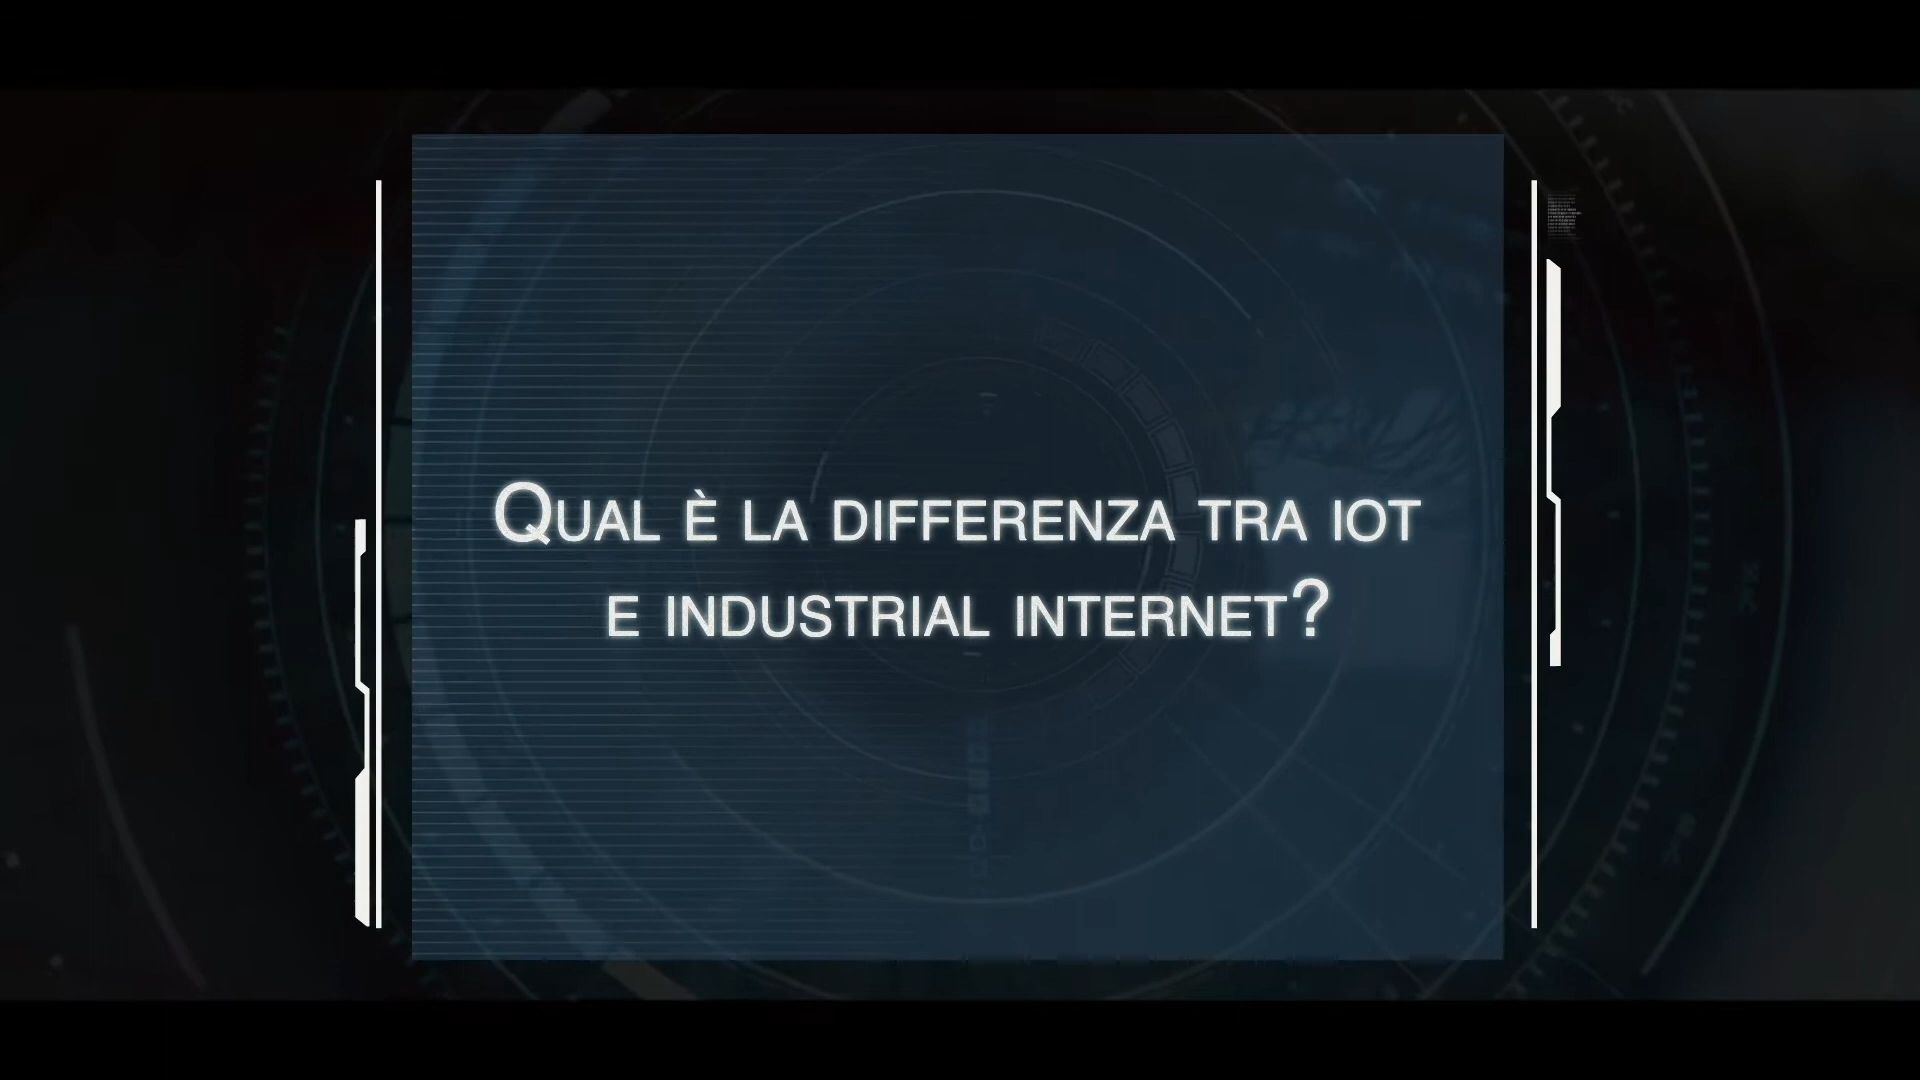 Qual è la differenza tra iot
e industrial internet?